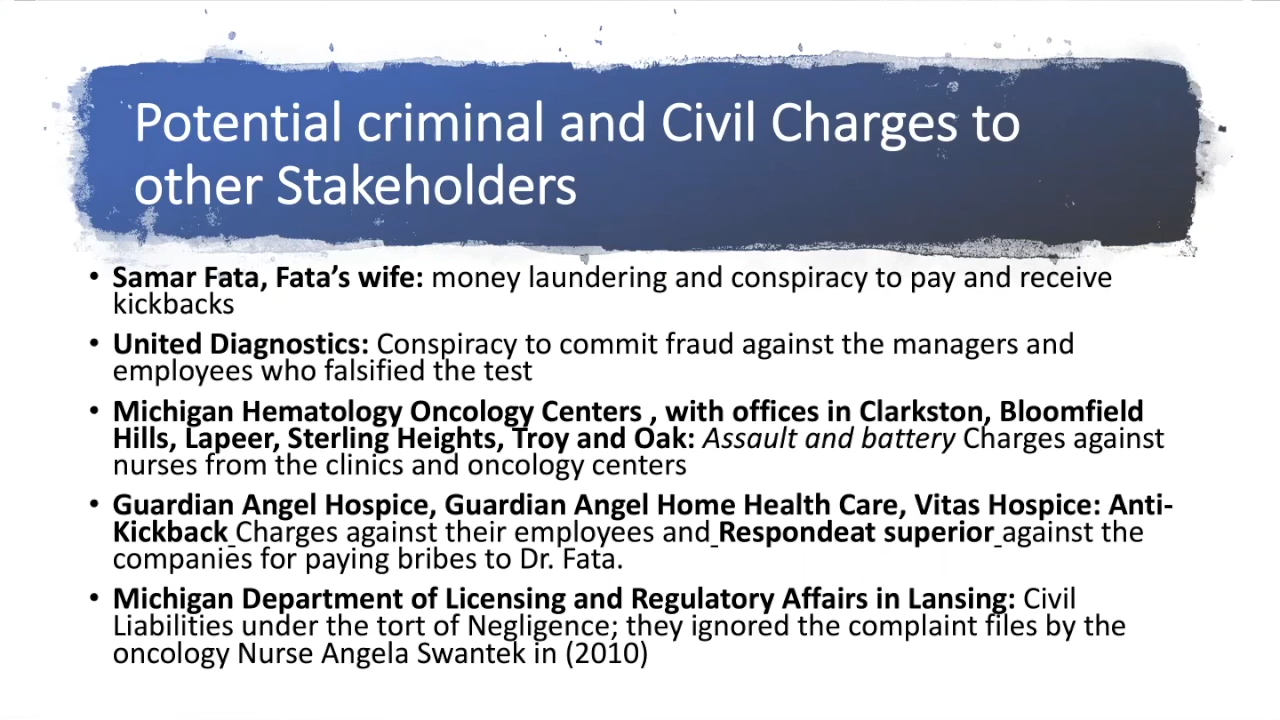 Potential criminal and Civil Charges to
other Stakeholders
• Samar Fata, Fata’s wife: money laundering and conspiracy to pay and receive
kickbacks
• United Diagnostics: Conspiracy to commit fraud against the managers and
employees who falsified the test
• Michigan Hematology Oncology Centers , with offices in Clarkston, Bloomfield
Hills, Lapeer, Sterling Heights, Troy and Oak: Assault and battery Charges against
nurses from the clinics and oncology centers
• Guardian Angel Hospice, Guardian Angel Home Health Care, Vitas Hospice: Anti-
Kickback Charges against their employees and Respondeat superior against the
companies for paying bribes to Dr. Fata.
• Michigan Department of Licensing and Regulatory Affairs in Lansing: Civil
Liabilities under the tort of Negligence; they ignored the complaint files by the
oncology Nurse Angela Swantek in (2010)